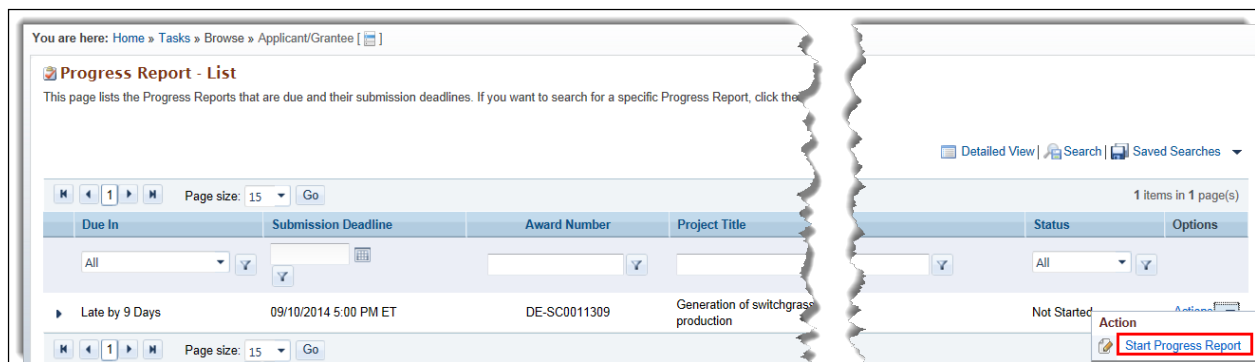 You are here: Home » Tasks » Browse » Applicant/Grantee [ ]
Progress Report - List
This page lists the Progress Reports that are due and their submission deadlines. If you want to search for a specific Progress Report, click the
Detailed View | Search | Saved Searches
1 Page size: 15 Go 1 items in 1 page(s)
Due In Submission Deadline Award Number Project Title Status Options
All All
Late by 9 Days 09/10/2014 5:00 PM ET DE-SC0011309 Generation of switchgrass Not Started Actions
production
Action
1 Page size: 15 Go Start Progress Report